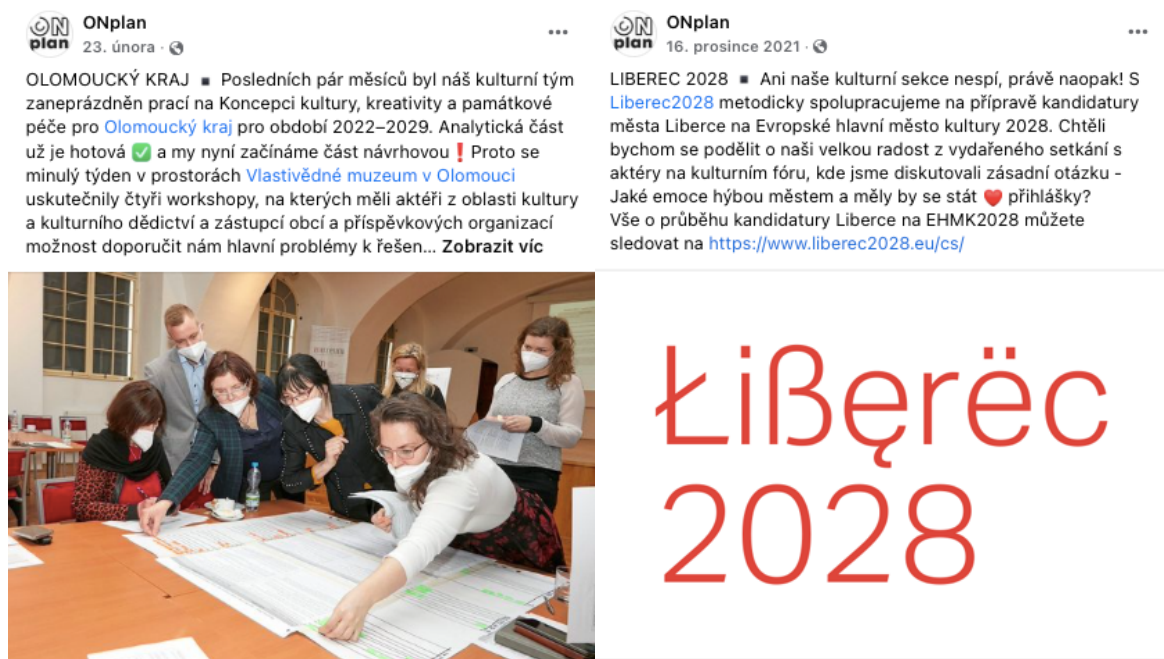 ONplan
23. února ·
OLOMOUCKÝ KRAJ ▪️ Posledních pár měsíců byl náš kulturní tým
zaneprázdněn prací na Koncepci kultury, kreativity a památkové
péče pro Olomoucký kraj pro období 2022–2029. Analytická část
už je hotová ✅ a my nyní začínáme část návrhovou ❗ Proto se
minulý týden v prostorách Vlastivědné muzeum v Olomouci
uskutečnily čtyři workshopy, na kterých měli aktéři z oblasti kultury
a kulturního dědictví a zástupcí obcí a příspěvkových organizací
možnost doporučit nám hlavní problémy k řešen... Zobrazit víc
ON
plan
ONplan
16. prosince 2021 ·
LIBEREC 2028 ▪️ Ani naše kulturní sekce nespí, právě naopak! S
Liberec2028 metodicky spolupracujeme na přípravě kandidatury
města Liberce na Evropské hlavní město kultury 2028. Chtěli
bychom se podělit o naši velkou radost z vydařeného setkání s
aktéry na kulturním fóru, kde jsme diskutovali zásadní otázku -
Jaké emoce hýbou městem a měly by se stát ❤️ přihlášky?
Vše o průběhu kandidatury Liberce na EHMK2028 můžete
sledovat na https://www.liberec2028.eu/cs/
ON
plan
Łißęrëc
2028